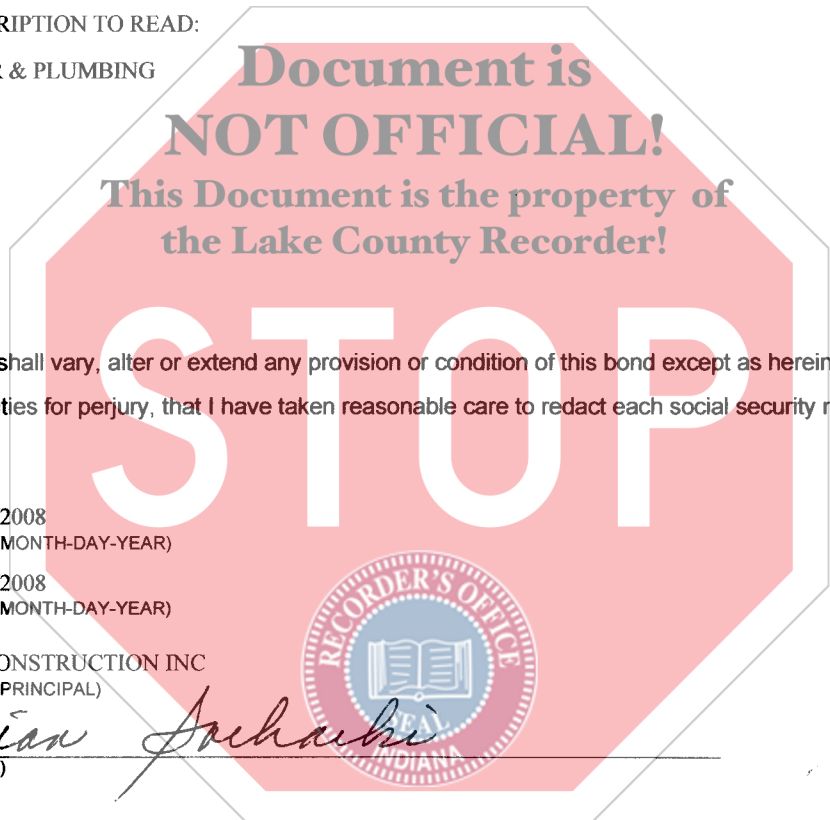 RIPTION TO READ:
R & PLUMBING
Document is
NOT OFFICIAL!
This Document is the property of
the Lake County Recorder!
STOP
shall vary, alter or extend any provision or condition of this bond except as herein
ties for perjury, that I have taken reasonable care to redact each social security
2008
MONTH-DAY-YEAR)
2008
MONTH-DAY-YEAR)
RECORDER'S OFFICE
SEAL
INDIANA
ONSTRUCTION INC
PRINCIPAL)
)